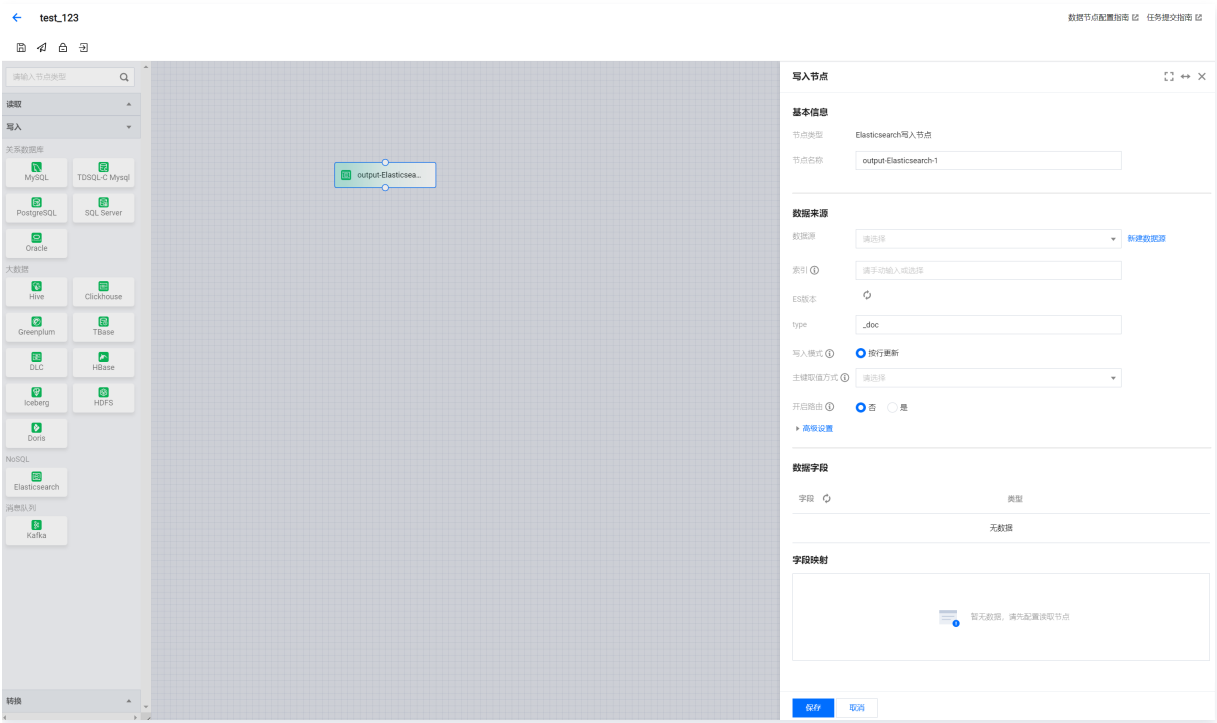 test_123
数据节点配置指南 任务提交指南
请输入节点类型
读取
写入
关系数据库
MySQL TDSQL-C Mysql
PostgreSQL SQL Server
Oracle
大数据
Hive Clickhouse
Greenplum TBase
DLC HBase
Iceberg HDFS
Doris
NoSQL
Elasticsearch
消息队列
Kafka
转换
output-Elasticsea...
写入节点
基本信息
节点类型 Elasticsearch写入节点
节点名称 output-Elasticsearch-1
数据来源
数据源 请选择 新建数据源
索引 请手动输入或选择
ES版本
type _doc
写入模式 按行更新
主键取值方式 请选择
开启路由 否 是
高级设置
数据字段
字段 类型
无数据
字段映射
暂无数据，请先配置读取节点
保存 取消